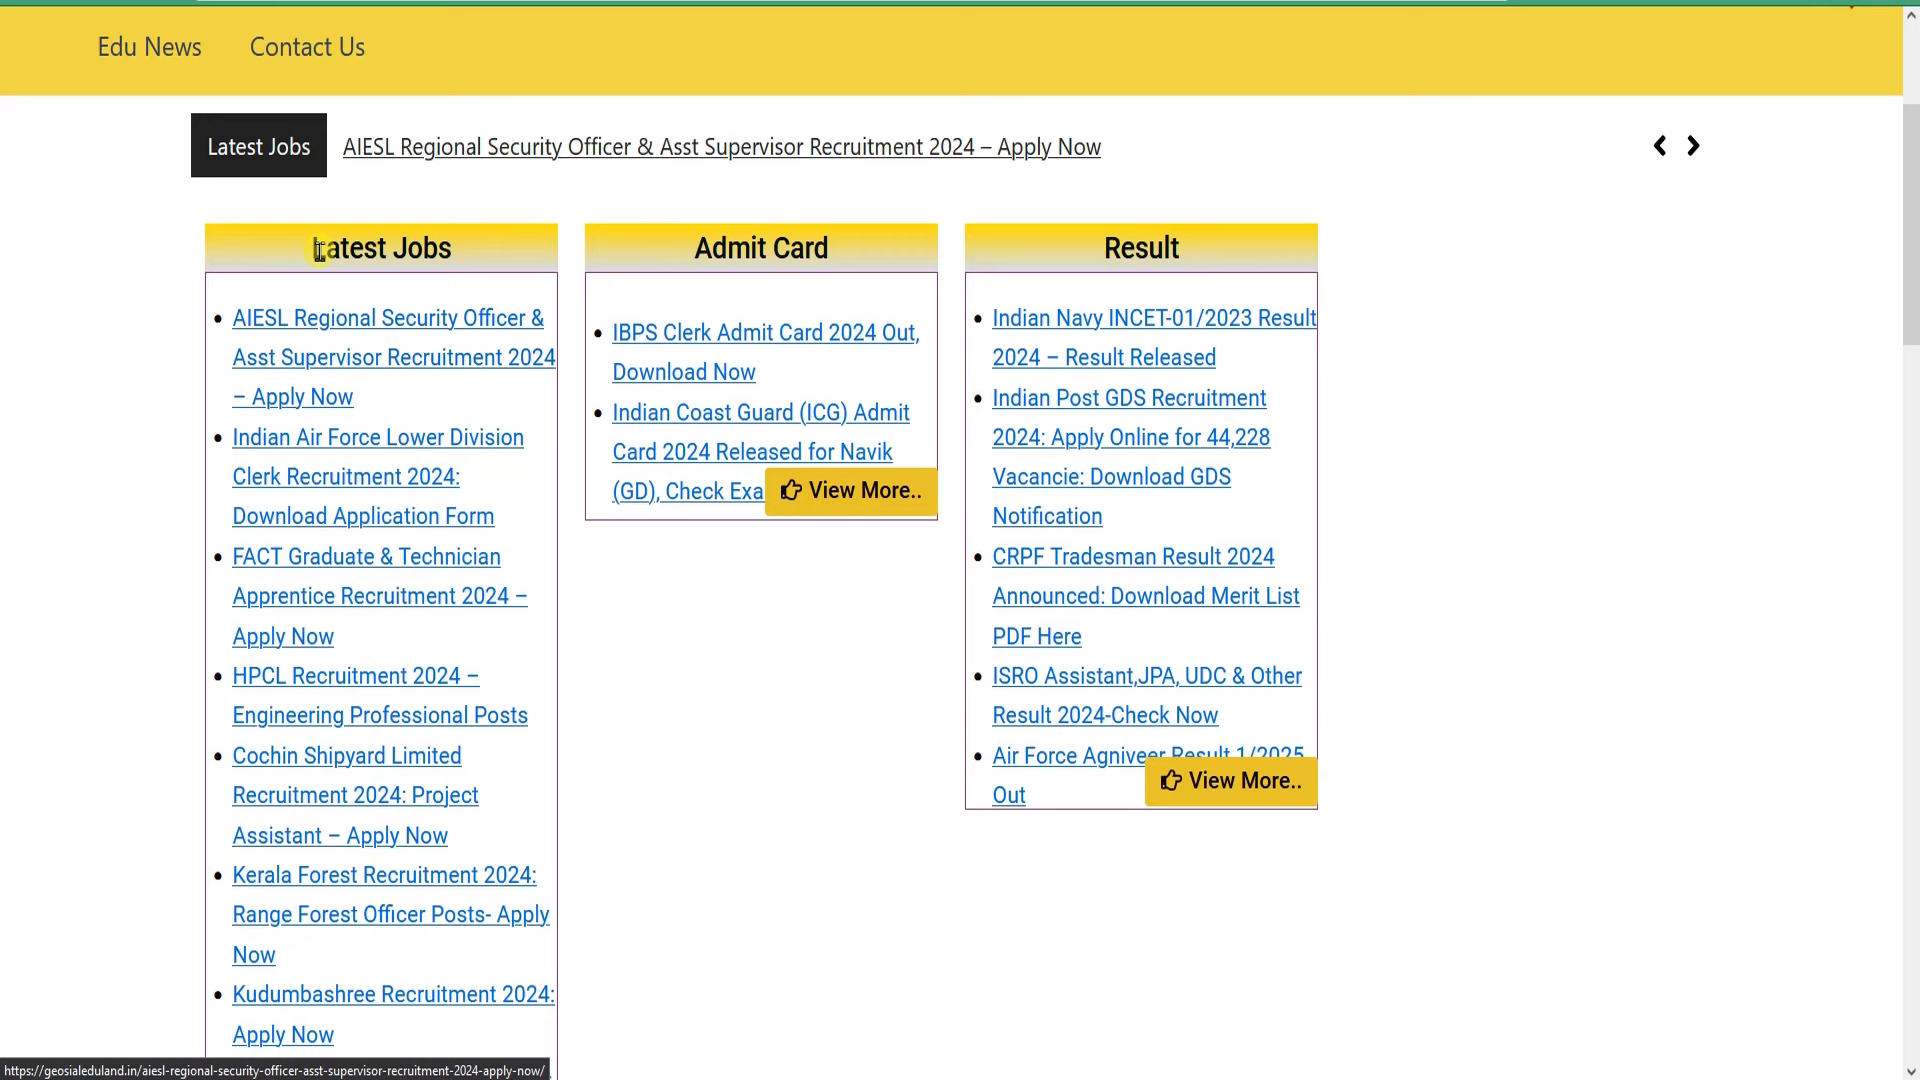 Edu News
Contact Us
Latest Jobs
AIESL Regional Security Officer & Asst Supervisor Recruitment 2024 – Apply Now
Latest Jobs
AIESL Regional Security Officer &
Asst Supervisor Recruitment 2024
– Apply Now
Indian Air Force Lower Division
Clerk Recruitment 2024:
Download Application Form
FACT Graduate & Technician
Apprentice Recruitment 2024 –
Apply Now
HPCL Recruitment 2024 –
Engineering Professional Posts
Cochin Shipyard Limited
Recruitment 2024: Project
Assistant – Apply Now
Kerala Forest Recruitment 2024:
Range Forest Officer Posts- Apply
Now
Kudumbashree Recruitment 2024:
Apply Now
Admit Card
IBPS Clerk Admit Card 2024 Out,
Download Now
Indian Coast Guard (ICG) Admit
Card 2024 Released for Navik
(GD), Check Exa
View More..
Result
Indian Navy INCET-01/2023 Result
2024 – Result Released
Indian Post GDS Recruitment
2024: Apply Online for 44,228
Vacancie: Download GDS
Notification
CRPF Tradesman Result 2024
Announced: Download Merit List
PDF Here
ISRO Assistant,JPA, UDC & Other
Result 2024-Check Now
Air Force Agniveer Result 1/2025
Out
View More..
https://geosialeduland.in/aiesl-regional-security-officer-asst-supervisor-recruitment-2024-apply-now/